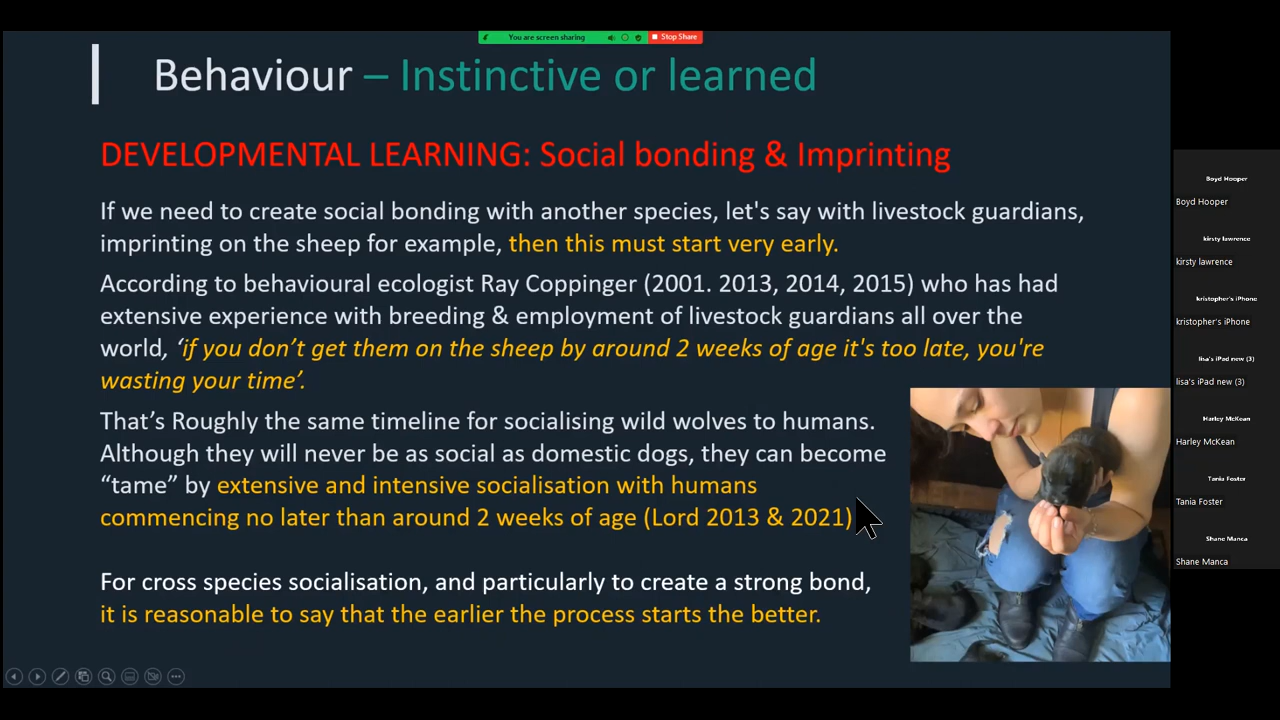 You are screen sharing
Stop Share
Behaviour – Instinctive or learned
DEVELOPMENTAL LEARNING: Social bonding & Imprinting
If we need to create social bonding with another species, let's say with livestock guardians,
imprinting on the sheep for example, then this must start very early.
According to behavioural ecologist Ray Coppinger (2001. 2013, 2014, 2015) who has had
extensive experience with breeding & employment of livestock guardians all over the
world, ‘if you don’t get them on the sheep by around 2 weeks of age it's too late, you're
wasting your time’.
That’s Roughly the same timeline for socialising wild wolves to humans.
Although they will never be as social as domestic dogs, they can become
“tame” by extensive and intensive socialisation with humans
commencing no later than around 2 weeks of age (Lord 2013 & 2021)
For cross species socialisation, and particularly to create a strong bond,
it is reasonable to say that the earlier the process starts the better.
Boyd Hooper
Boyd Hooper
kirsty lawrence
kirsty lawrence
kristopher's iPhone
kristopher's iPhone
lisa's iPad new (3)
lisa's iPad new (3)
Harley McKean
Harley McKean
Tania Foster
Tania Foster
Shane Manca
Shane Manca